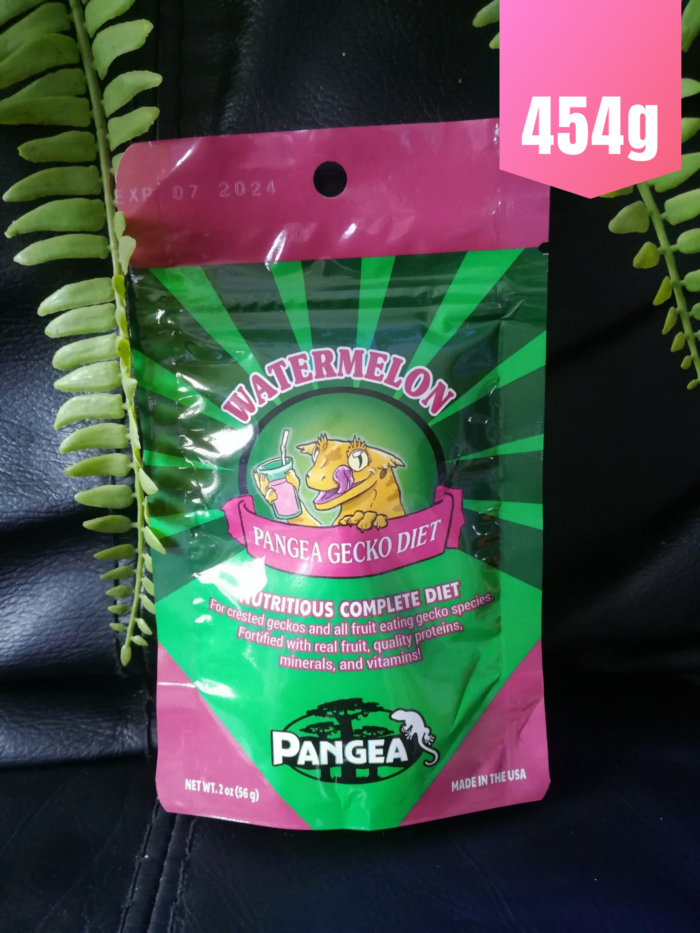 454g
EXP 07 2024
WATERMELON
PANGEA GECKO DIET
NUTRITIOUS COMPLETE DIET
For crested geckos and all fruit eating gecko species.
Fortified with real fruit, quality proteins,
minerals, and vitamins!
PANGEA
NET WT. 2 oz (56 g)
MADE IN THE USA